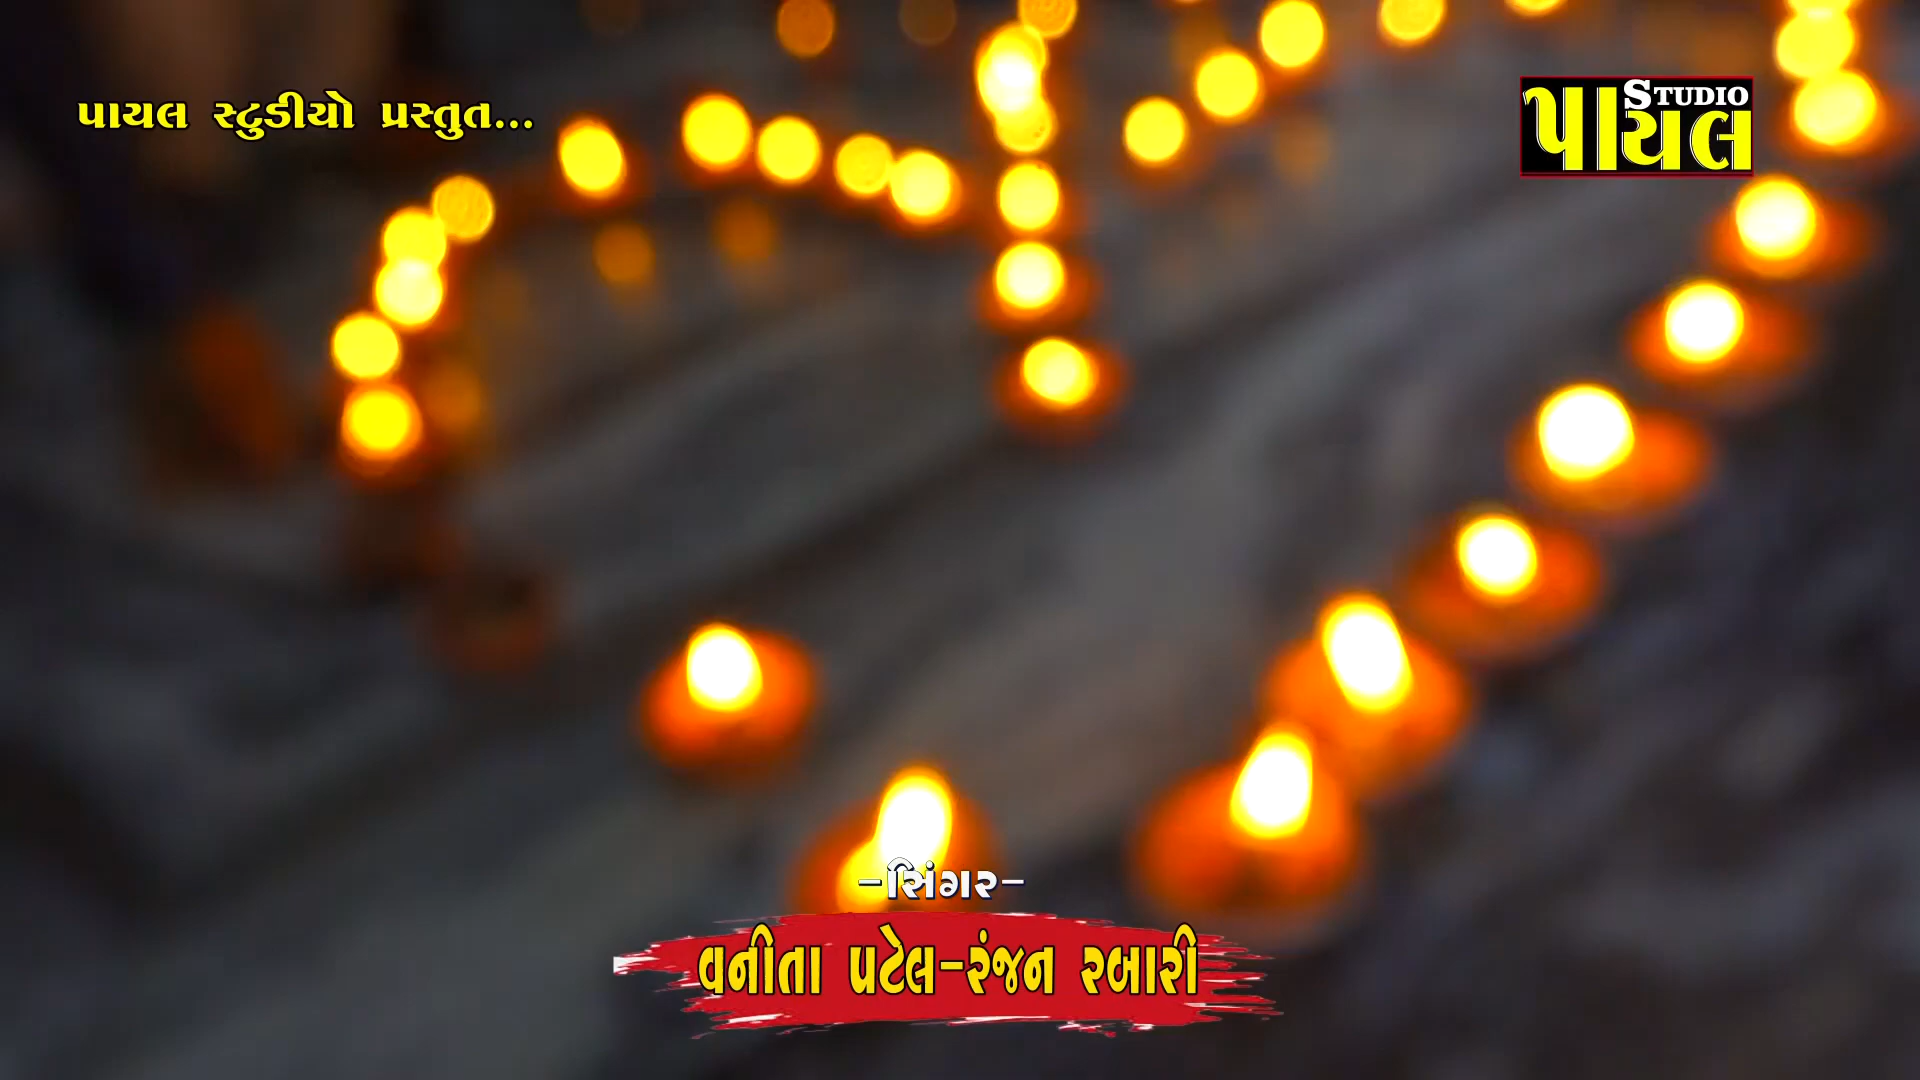 પાયલ સ્ટુડીયો પ્રસ્તુત...
STUDIO
પાયલ
-સિંગર-
વનીતા પટેલ-રંજન રબારી